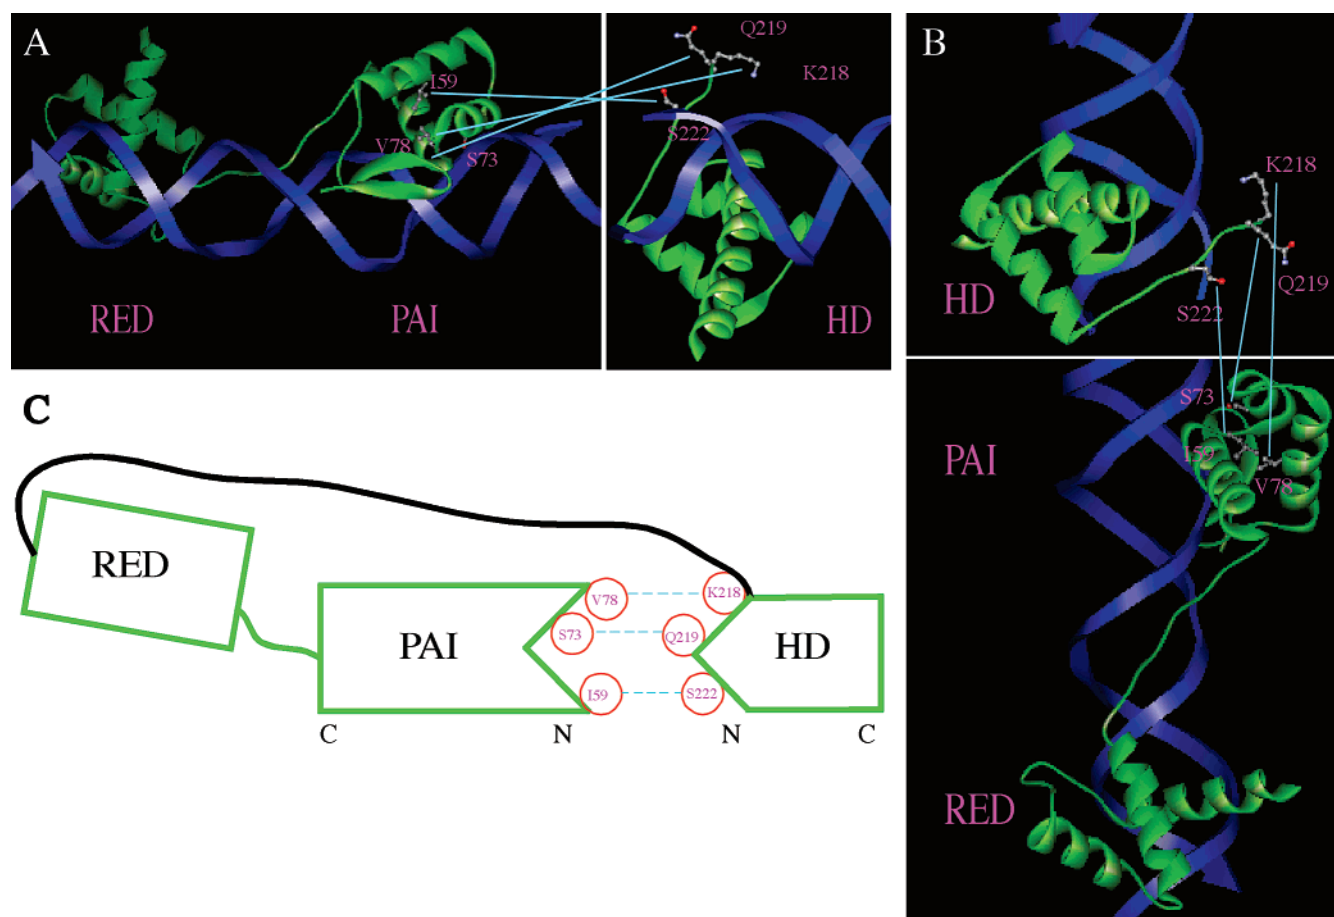 A
Q219
K218
I59
S222
V78
S73
RED
PAI
HD
B
K218
Q219
S222
HD
S73
PAI
I59
V78
RED
C
RED
PAI
HD
V78
K218
S73
Q219
I59
S222
C
N
N
C